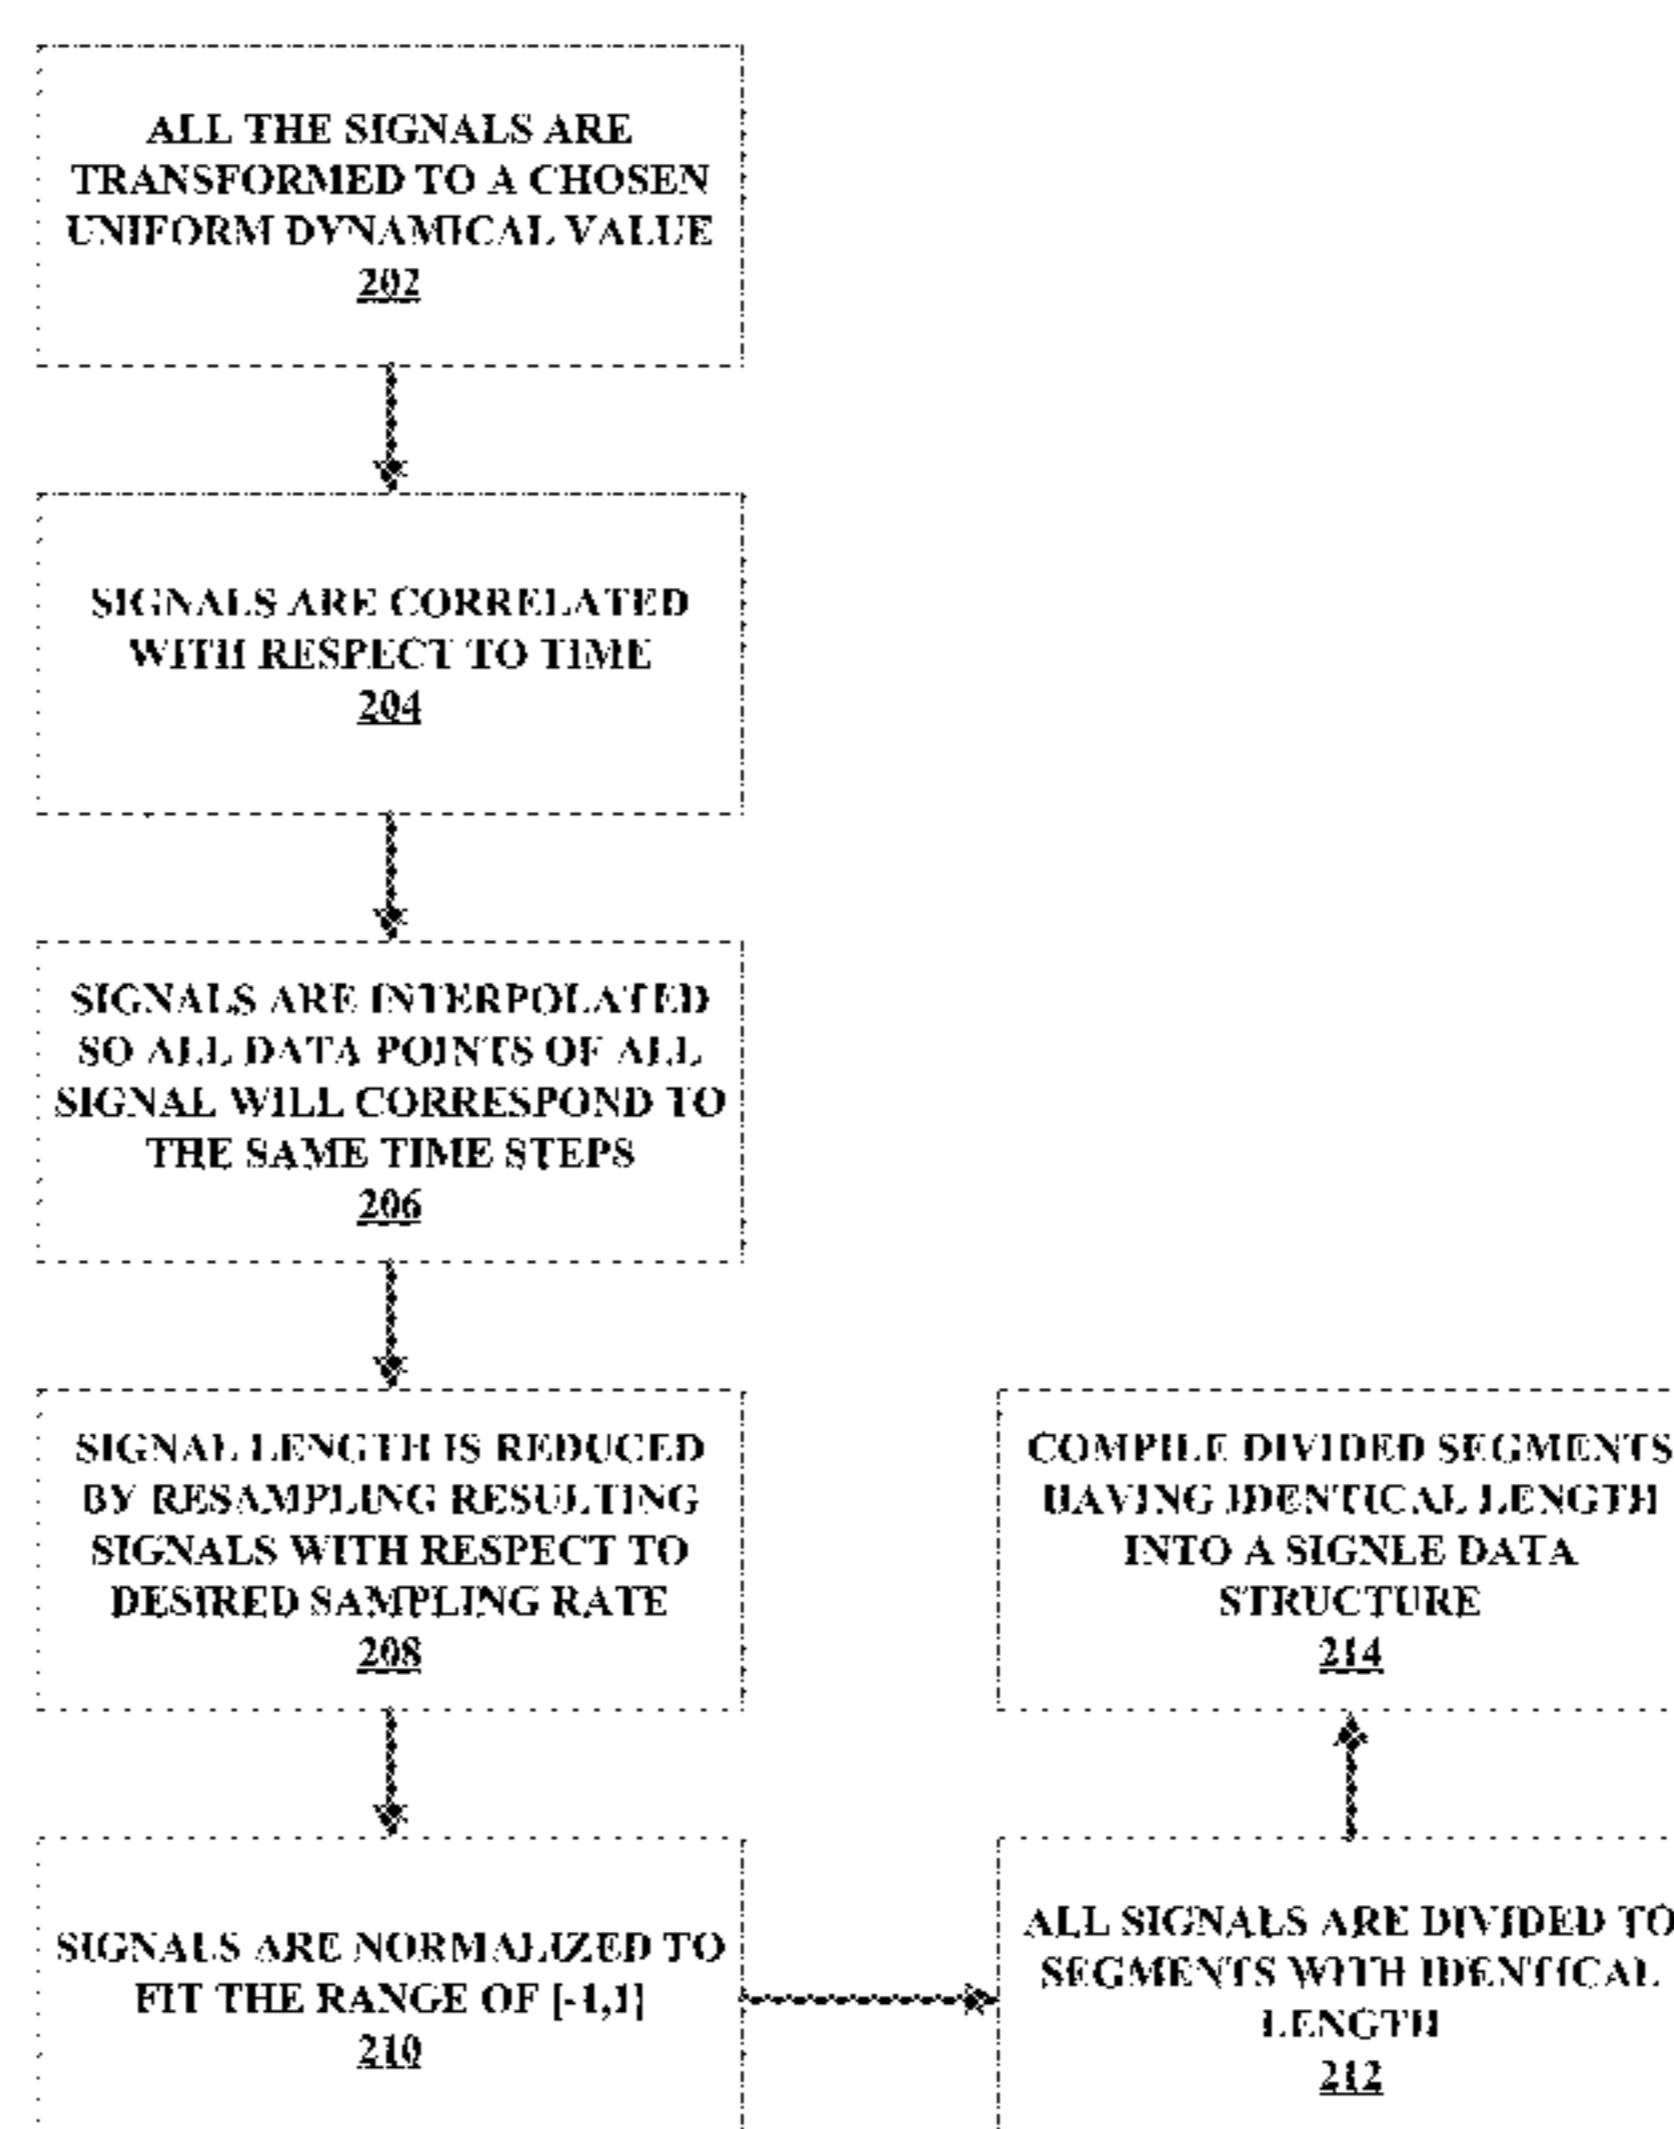 ALL THE SIGNALS ARE
TRANSFORMED TO A CHOSEN
UNIFORM DYNAMICAL VALUE
202
SIGNALS ARE CORRELATED
WITH RESPECT TO TIME
204
SIGNALS ARE INTERPOLATED
SO ALL DATA POINTS OF ALL
SIGNAL WILL CORRESPOND TO
THE SAME TIME STEPS
206
SIGNAL LENGTH IS REDUCED
BY RESAMPLING RESULTING
SIGNALS WITH RESPECT TO
DESIRED SAMPLING RATE
208
SIGNALS ARE NORMALIZED TO
FIT THE RANGE OF [-1,1]
210
ALL SIGNALS ARE DIVIDED TO
SEGMENTS WITH IDENTICAL
LENGTH
212
COMPILE DIVIDED SEGMENTS
HAVING IDENTICAL LENGTH
INTO A SIGNLE DATA
STRUCTURE
214